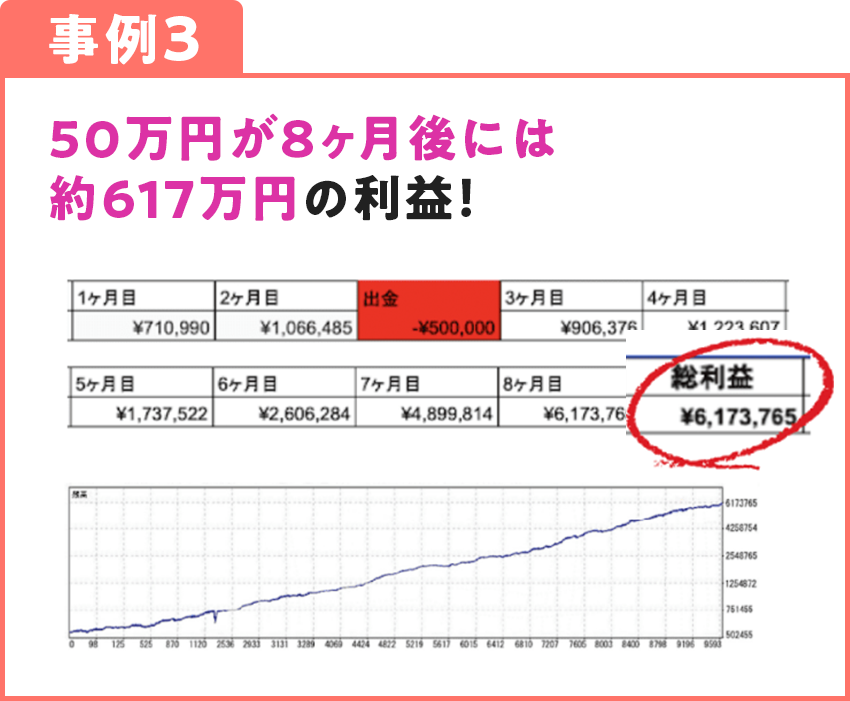 事例3
50万円が8ヶ月後には
約617万円の利益!
1ヶ月目 2ヶ月目 出金 3ヶ月目 4ヶ月目
¥710,990 ¥1,066,485 -¥500,000 ¥906,376 ¥1,223,607
5ヶ月目 6ヶ月目 7ヶ月目 8ヶ月目 総利益
¥1,737,522 ¥2,606,284 ¥4,899,814 ¥6,173,76 ¥6,173,765
残高
6173765
4258754
2548765
1254872
751455
502455
0 98 125 525 870 1120 2536 2933 3131 3289 4069 4424 4822 5219 5617 6015 6412 6810 7207 7605 8003 8400 8798 9196 9593